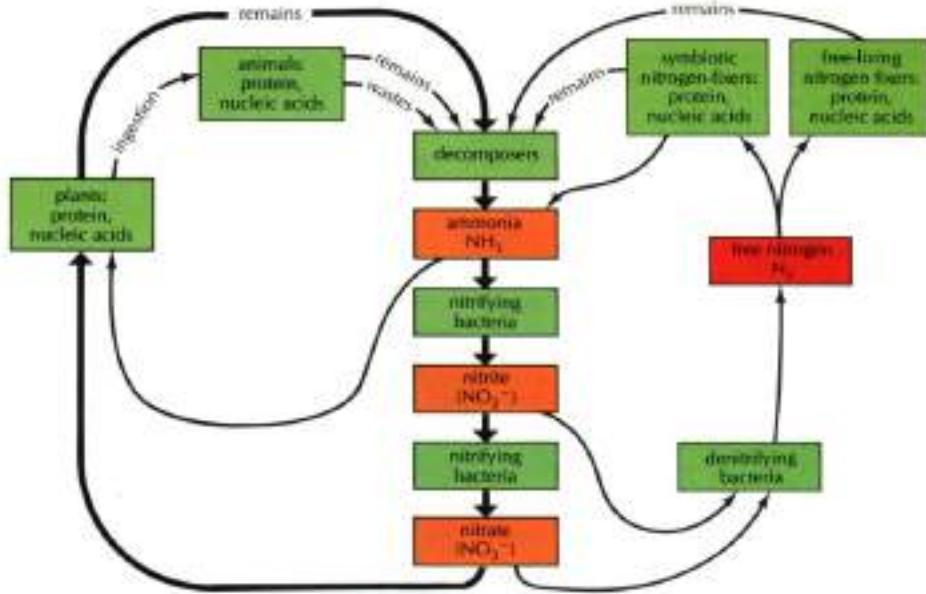 remains
remains
animals:
protein,
nucleic acids
remains
wastes
ingestion
symbiotic
nitrogen-fixers:
protein,
nucleic acids
free-living
nitrogen fixers:
protein,
nucleic acids
remains
decomposers
plants:
protein,
nucleic acids
ammonia
NH₃
free nitrogen
N₂
nitrifying
bacteria
nitrite
(NO₂⁻)
nitrifying
bacteria
denitrifying
bacteria
nitrate
(NO₃⁻)